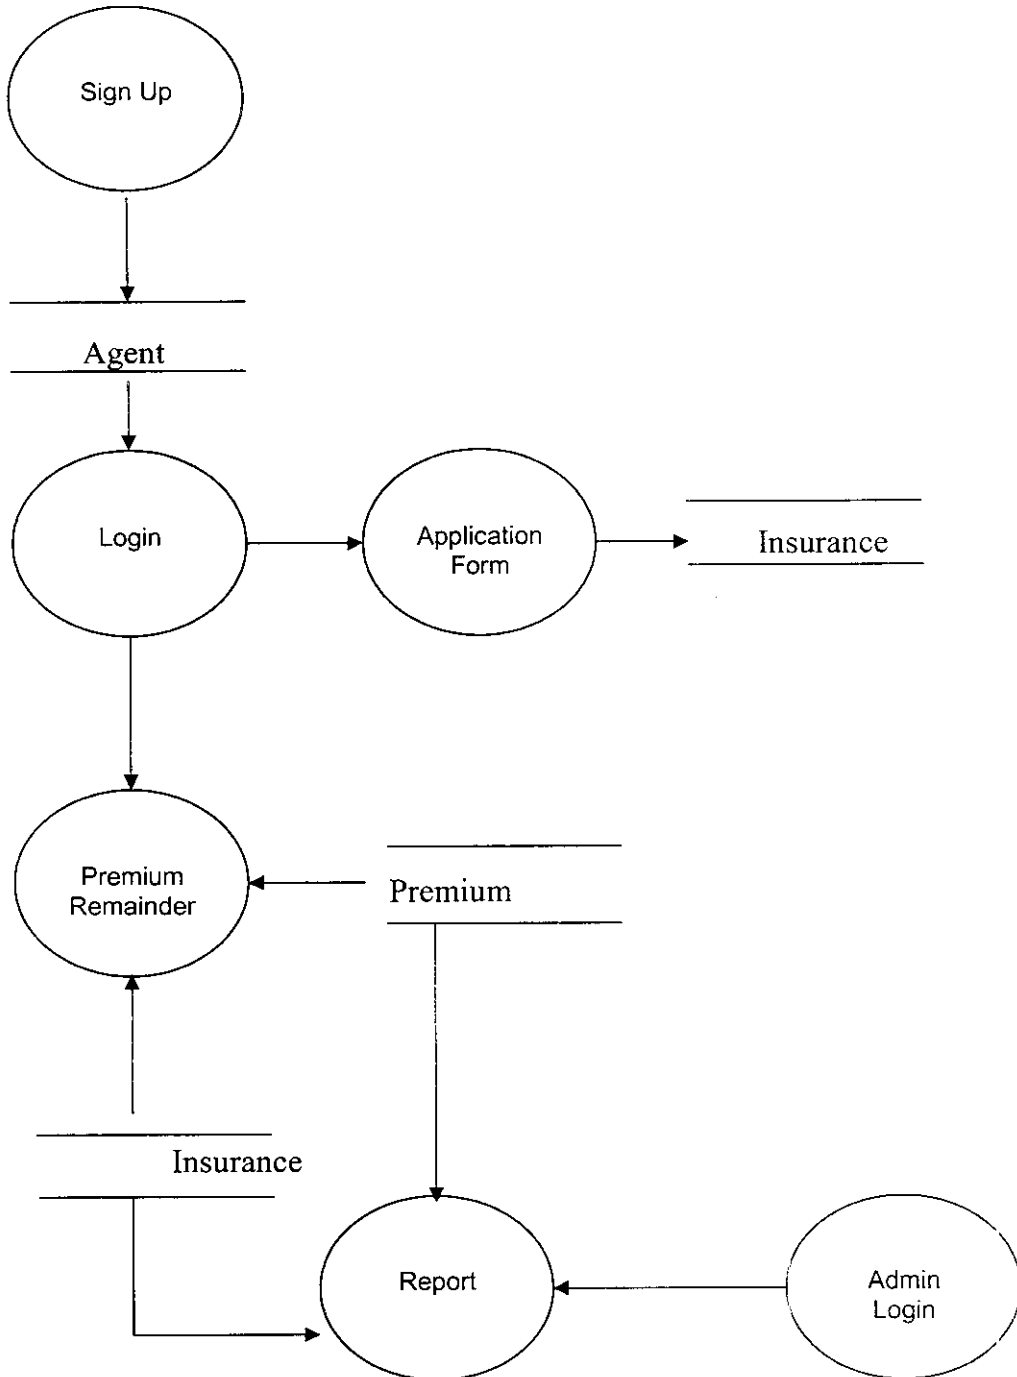 Sign Up
Agent
Login
Application
Form
Insurance
Premium
Remainder
Premium
Insurance
Report
Admin
Login